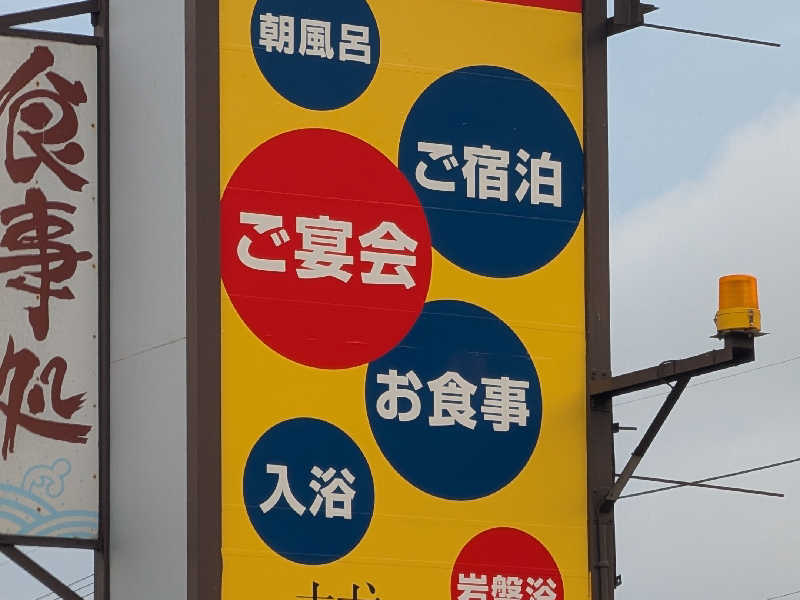 食事処
朝風呂
ご宿泊
ご宴会
お食事
入浴
岩盤浴